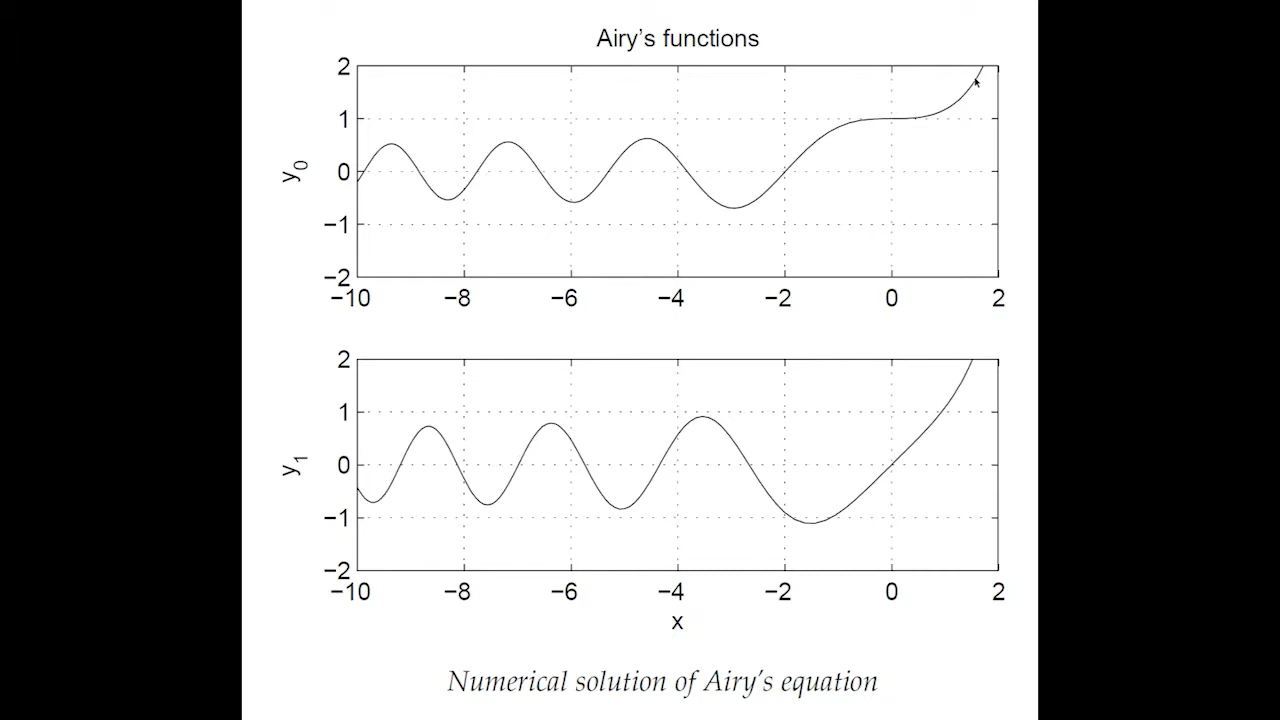 Airy's functions
2
1
0
−1
−2
y0
−10 −8 −6 −4 −2 0 2
2
1
0
−1
−2
y1
−10 −8 −6 −4 −2 0 2
x
Numerical solution of Airy's equation